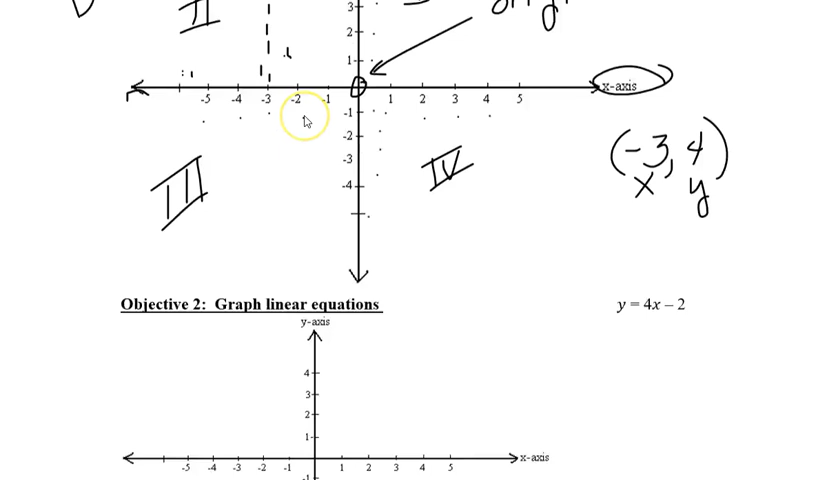 3
II
2
1
x-axis
-5 -4 -3 -2 -1 1 2 3 4 5
-1
-2
(-3, 4)
-3
x y
IV
III
-4
Objective 2: Graph linear equations
y = 4x – 2
y-axis
4
3
2
1
x-axis
-5 -4 -3 -2 -1 1 2 3 4 5
-1